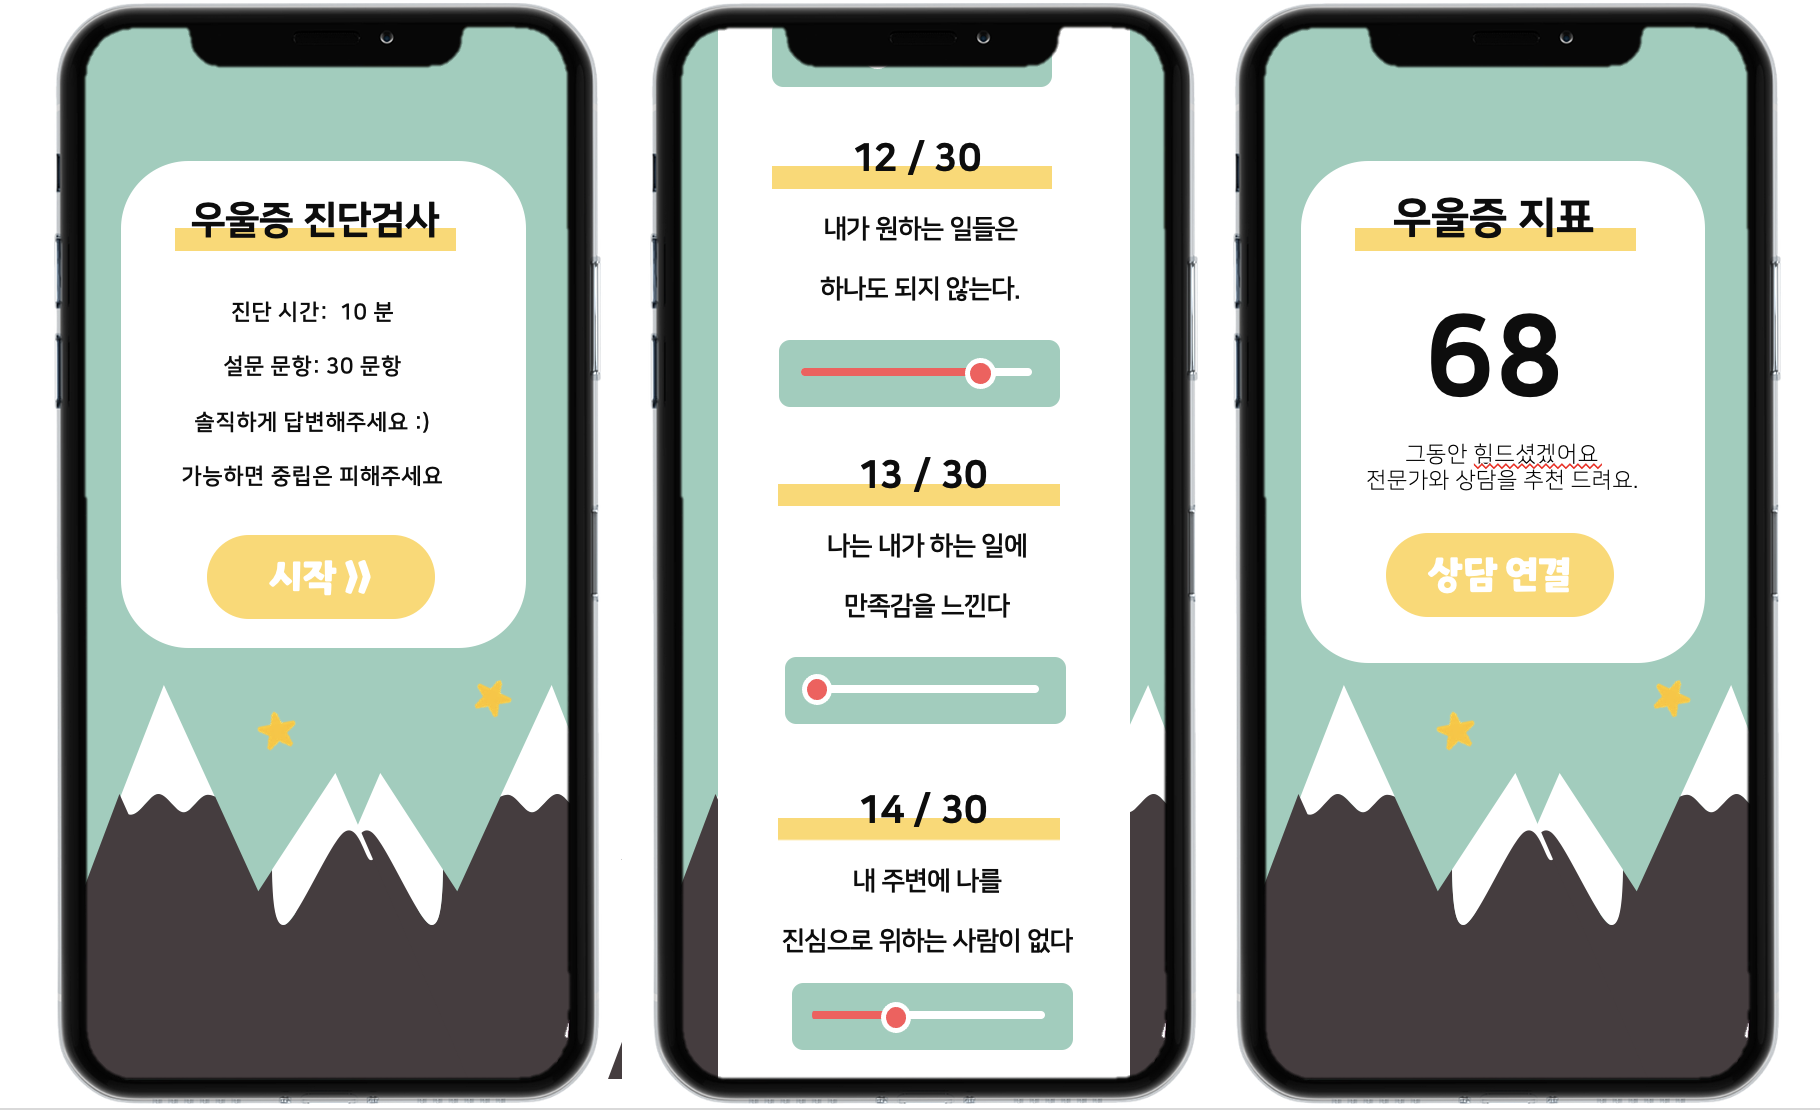 우울증 진단검사
진단 시간: 10 분
설문 문항: 30 문항
솔직하게 답변해주세요 :)
가능하면 중립은 피해주세요
시작 》
12 / 30
내가 원하는 일들은
하나도 되지 않는다.
13 / 30
나는 내가 하는 일에
만족감을 느낀다
14 / 30
내 주변에 나를
진심으로 위하는 사람이 없다
우울증 지표
68
그동안 힘드셨겠어요
전문가와 상담을 추천 드려요.
상담 연결